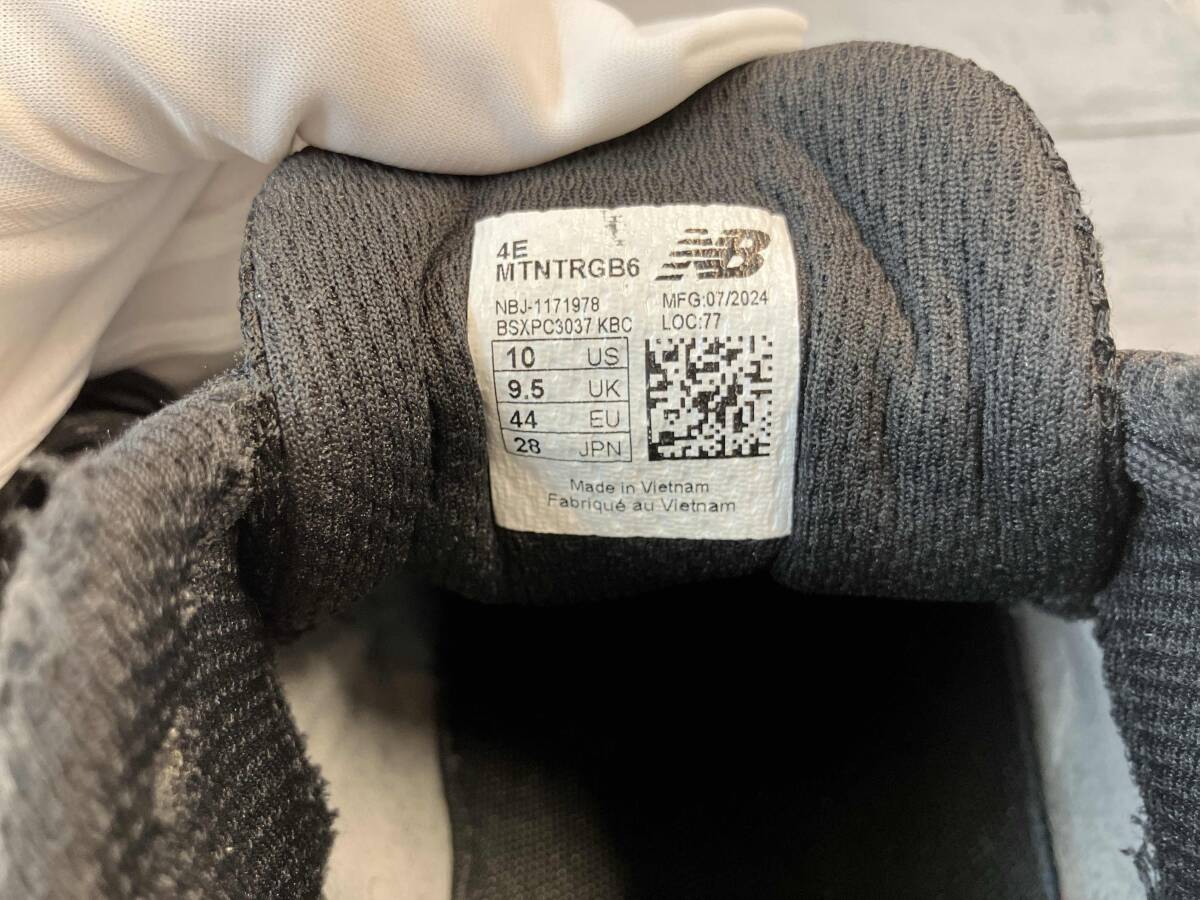 4E
MTNTRGB6
NB
NBJ-1171978
MFG:07/2024
BSXPC3037 KBC
LOC:77
10 US
9.5 UK
44 EU
28 JPN
Made in Vietnam
Fabriqué au Vietnam